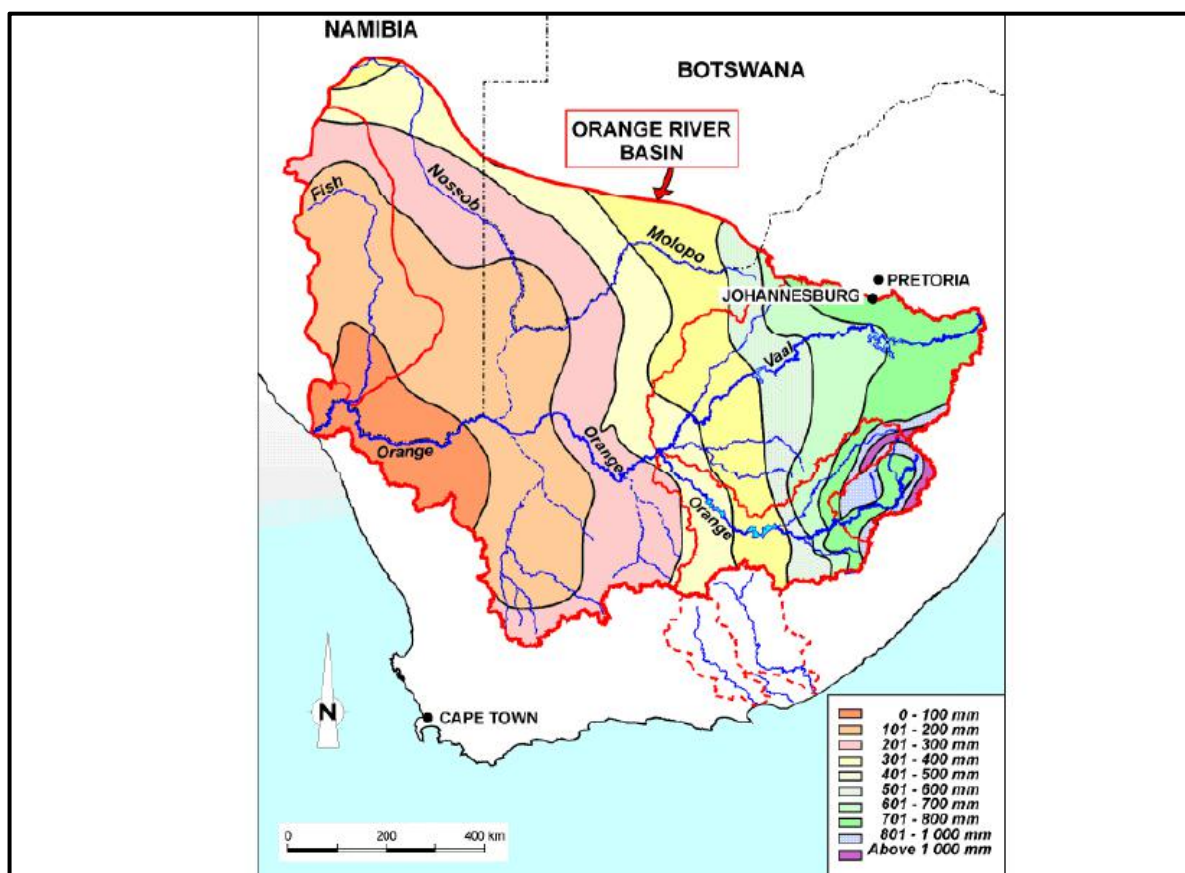 NAMIBIA
BOTSWANA
ORANGE RIVER
BASIN
Fish
Nossob
Molopo
PRETORIA
JOHANNESBURG
Vaal
Orange
Orange
Orange
N
CAPE TOWN
0 - 100 mm
101 - 200 mm
201 - 300 mm
301 - 400 mm
401 - 500 mm
501 - 600 mm
601 - 700 mm
701 - 800 mm
801 - 1 000 mm
Above 1 000 mm
0 200 400 km